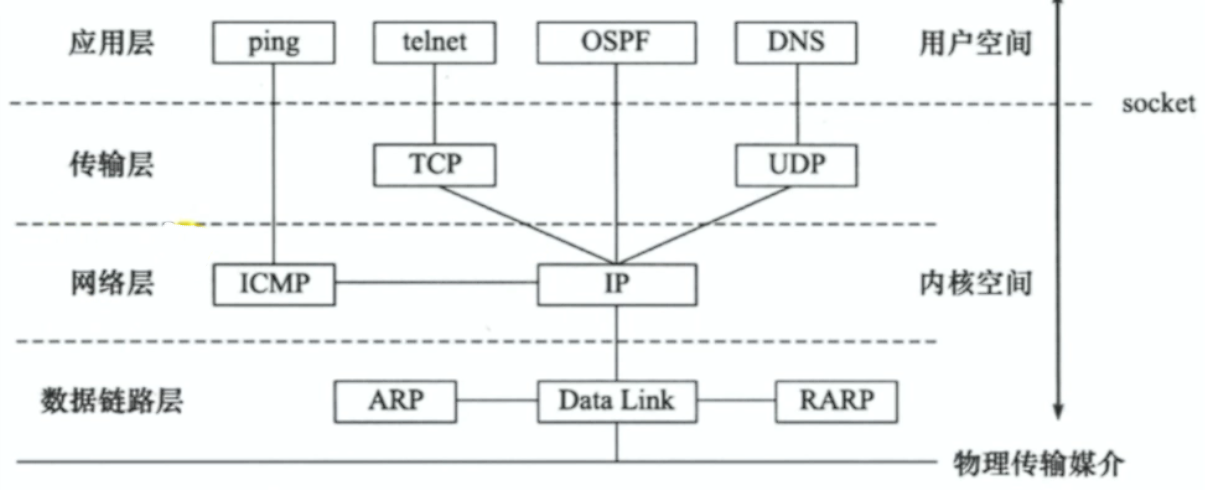 应用层 ping telnet OSPF DNS 用户空间
socket
传输层 TCP UDP
网络层 ICMP IP 内核空间
数据链路层 ARP Data Link RARP
物理传输媒介